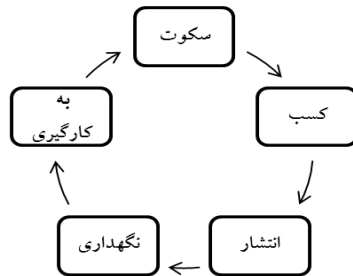 سکوت
کسب
انتشار
نگهداری
به
کارگیری